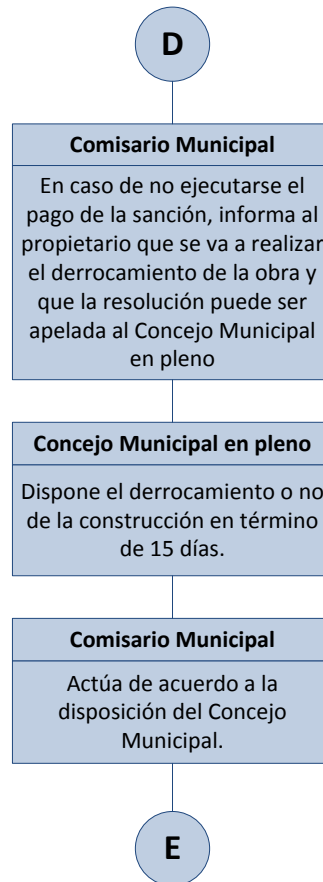 D
Comisario Municipal
En caso de no ejecutarse el
pago de la sanción, informa al
propietario que se va a realizar
el derrocamiento de la obra y
que la resolución puede ser
apelada al Concejo Municipal
en pleno
Concejo Municipal en pleno
Dispone el derrocamiento o no
de la construcción en término
de 15 días.
Comisario Municipal
Actúa de acuerdo a la
disposición del Concejo
Municipal.
E